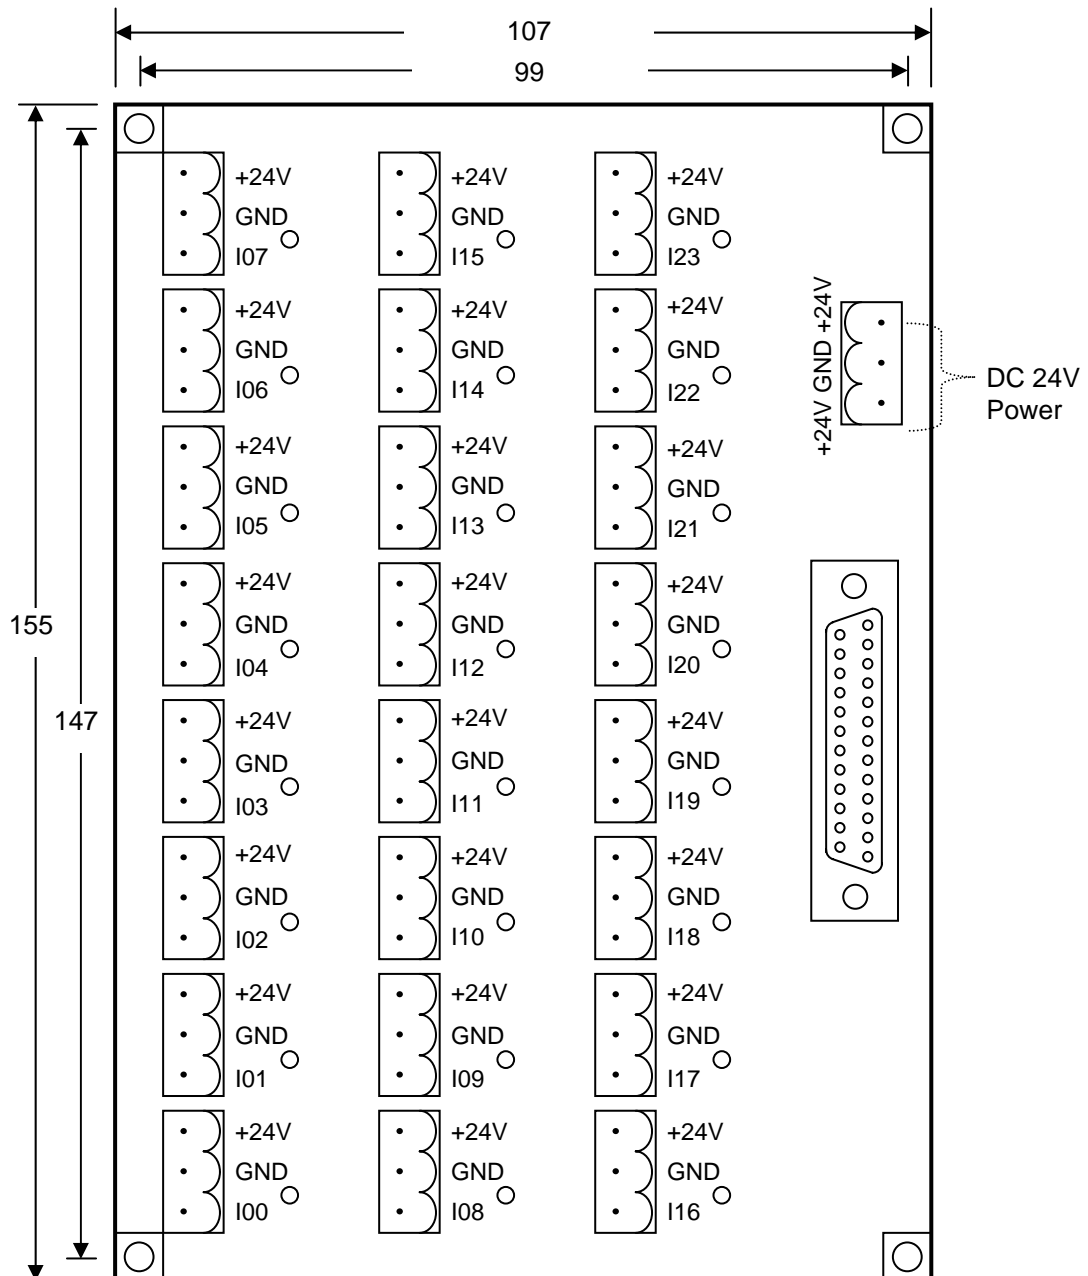 107
99
+24V
GND
I07
+24V
GND
I15
+24V
GND
I23
+24V
GND
I06
+24V
GND
I14
+24V
GND
I22
+24V GND +24V
DC 24V
Power
+24V
GND
I05
+24V
GND
I13
+24V
GND
I21
+24V
GND
I04
+24V
GND
I12
+24V
GND
I20
155
147
+24V
GND
I03
+24V
GND
I11
+24V
GND
I19
+24V
GND
I02
+24V
GND
I10
+24V
GND
I18
+24V
GND
I01
+24V
GND
I09
+24V
GND
I17
+24V
GND
I00
+24V
GND
I08
+24V
GND
I16